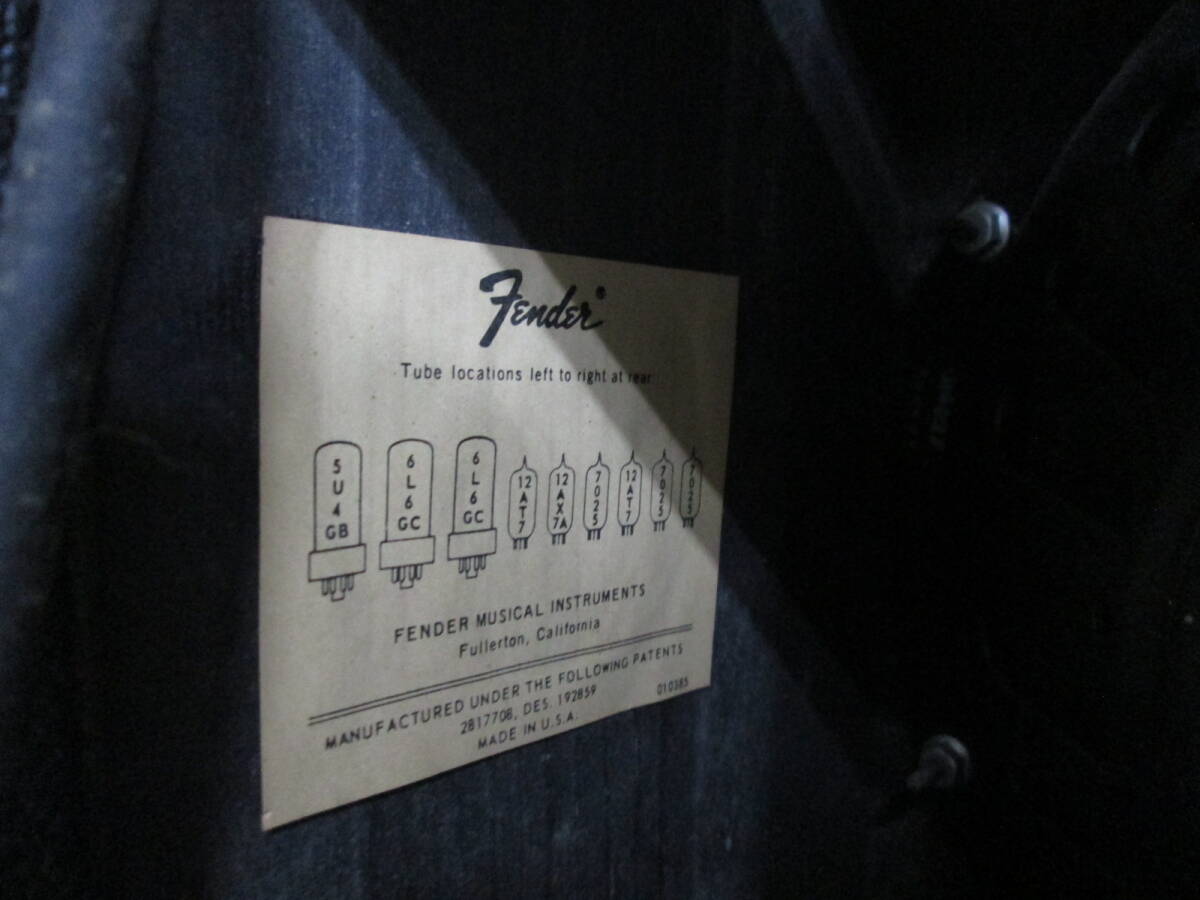 Fender®
Tube locations left to right at rear
5U4GB 6L6GC 6L6GC 12AT7 12AX7A 7025 12AT7 7025 7025
FENDER MUSICAL INSTRUMENTS
Fullerton, California
MANUFACTURED UNDER THE FOLLOWING PATENTS
2817708, DES. 192859 010385
MADE IN U.S.A.